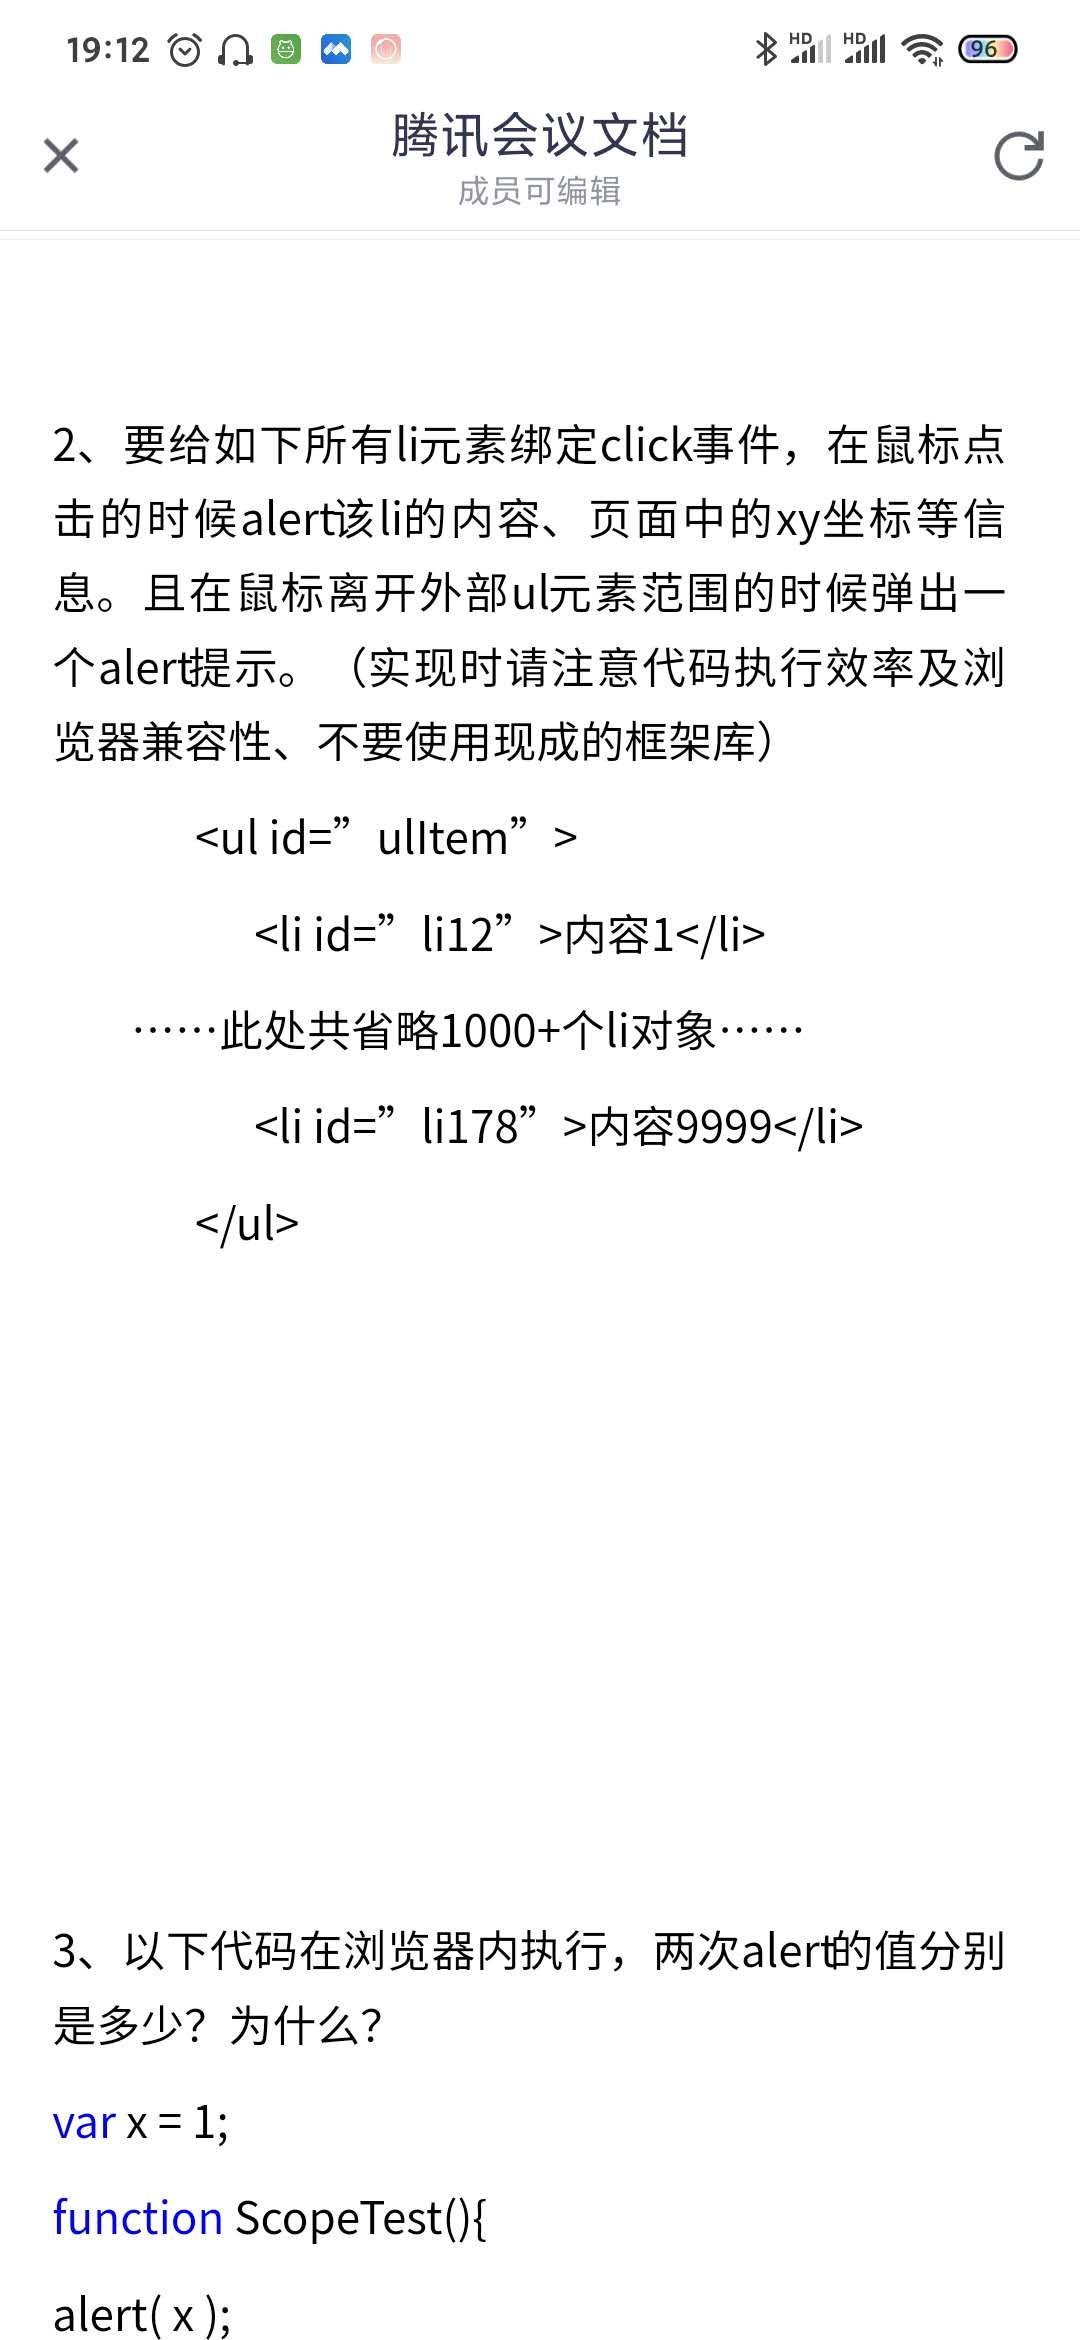 19:12 HD HD 96
腾讯会议文档
成员可编辑
2、要给如下所有li元素绑定click事件，在鼠标点
击的时候alert该li的内容、页面中的xy坐标等信
息。且在鼠标离开外部ul元素范围的时候弹出一
个alert提示。（实现时请注意代码执行效率及浏
览器兼容性、不要使用现成的框架库）
<ul id=”ulItem”>
<li id=”li12”>内容1</li>
……此处共省略1000+个li对象……
<li id=”li178”>内容9999</li>
</ul>
3、以下代码在浏览器内执行，两次alert的值分别
是多少？为什么？
var x = 1;
function ScopeTest(){
alert( x );